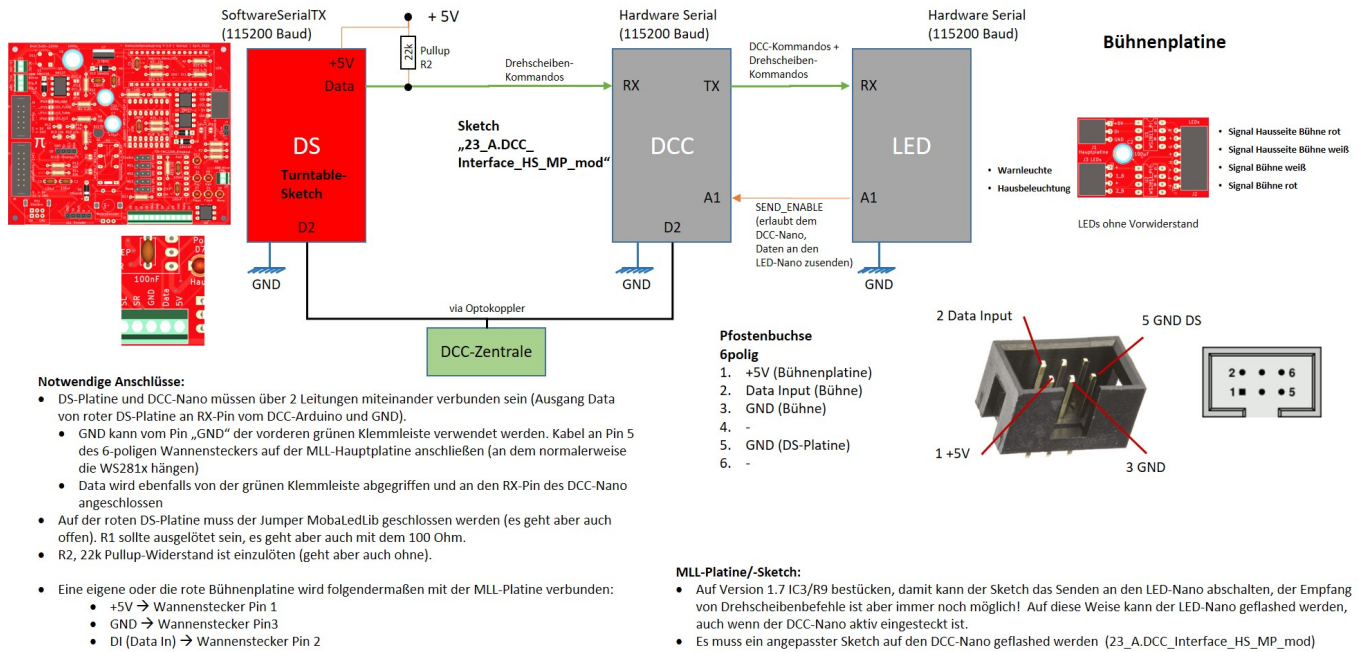 SoftwareSerialTX
(115200 Baud)
+ 5V
22k
Pullup
R2
+5V
Data
DS
Turntable-
Sketch
D2
GND
Drehscheiben-
Kommandos
Sketch
„23_A.DCC_
Interface_HS_MP_mod“
Hardware Serial
(115200 Baud)
RX
TX
DCC
A1
D2
GND
DCC-Kommandos +
Drehscheiben-
Kommandos
SEND_ENABLE
(erlaubt dem
DCC-Nano,
Daten an den
LED-Nano zusenden)
Hardware Serial
(115200 Baud)
RX
LED
A1
GND
via Optokoppler
DCC-Zentrale
π
100nF
SL
SR
GND
Data
5V
Bühnenplatine
• Warnleuchte
• Hausbeleuchtung
LEDs
+5V
J1
Hauptplatine
J3 LEDs
100µF
J2
• Signal Hausseite Bühne rot
• Signal Hausseite Bühne weiß
• Signal Bühne weiß
• Signal Bühne rot
LEDs ohne Vorwiderstand
Pfostenbuchse
6polig
1. +5V (Bühnenplatine)
2. Data Input (Bühne)
3. GND (Bühne)
4. -
5. GND (DS-Platine)
6. -
2 Data Input
5 GND DS
1 +5V
3 GND
2 6
1 5
Notwendige Anschlüsse:
• DS-Platine und DCC-Nano müssen über 2 Leitungen miteinander verbunden sein (Ausgang Data
von roter DS-Platine an RX-Pin vom DCC-Arduino und GND).
• GND kann vom Pin „GND“ der vorderen grünen Klemmleiste verwendet werden. Kabel an Pin 5
des 6-poligen Wannensteckers auf der MLL-Hauptplatine anschließen (an dem normalerweise
die WS281x hängen)
• Data wird ebenfalls von der grünen Klemmleiste abgegriffen und an den RX-Pin des DCC-Nano
angeschlossen
• Auf der roten DS-Platine muss der Jumper MobaLedLib geschlossen werden (es geht aber auch
offen). R1 sollte ausgelötet sein, es geht aber auch mit dem 100 Ohm.
• R2, 22k Pullup-Widerstand ist einzulöten (geht aber auch ohne).
• Eine eigene oder die rote Bühnenplatine wird folgendermaßen mit der MLL-Platine verbunden:
• +5V → Wannenstecker Pin 1
• GND → Wannenstecker Pin3
• DI (Data In) → Wannenstecker Pin 2
MLL-Platine/-Sketch:
• Auf Version 1.7 IC3/R9 bestücken, damit kann der Sketch das Senden an den LED-Nano abschalten, der Empfang
von Drehscheibenbefehle ist aber immer noch möglich! Auf diese Weise kann der LED-Nano geflashed werden,
auch wenn der DCC-Nano aktiv eingesteckt ist.
• Es muss ein angepasster Sketch auf den DCC-Nano geflashed werden (23_A.DCC_Interface_HS_MP_mod)